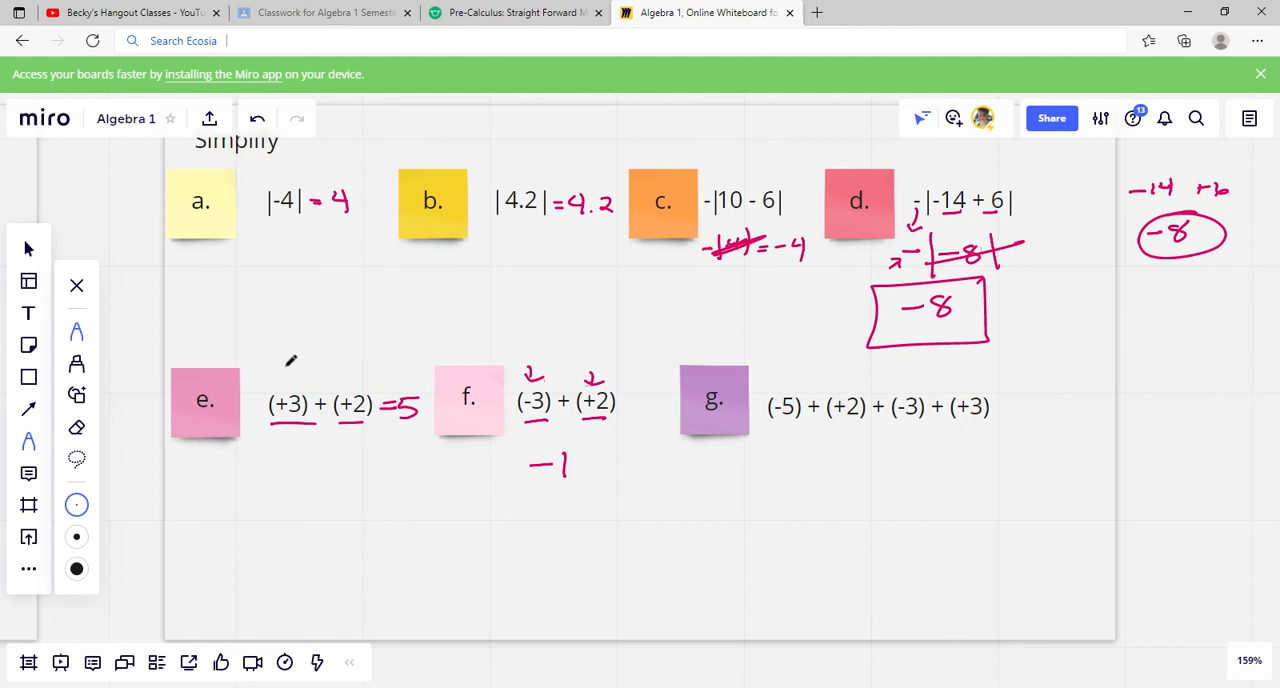 Becky's Hangout Classes - YouTu
Classwork for Algebra 1 Semeste
Pre-Calculus: Straight Forward M
Algebra 1, Online Whiteboard fo
Search Ecosia
Access your boards faster by installing the Miro app on your device.
miro Algebra 1
Share
13
Simplify
a. |-4| = 4
b. |4.2| = 4.2
c. -|10 - 6|
d. -|-14 + 6|
-14 +6
-8
-|4| = -4
-|-8|
-8
e. (+3) + (+2) = 5
f. (-3) + (+2)
g. (-5) + (+2) + (-3) + (+3)
-1
T
159%